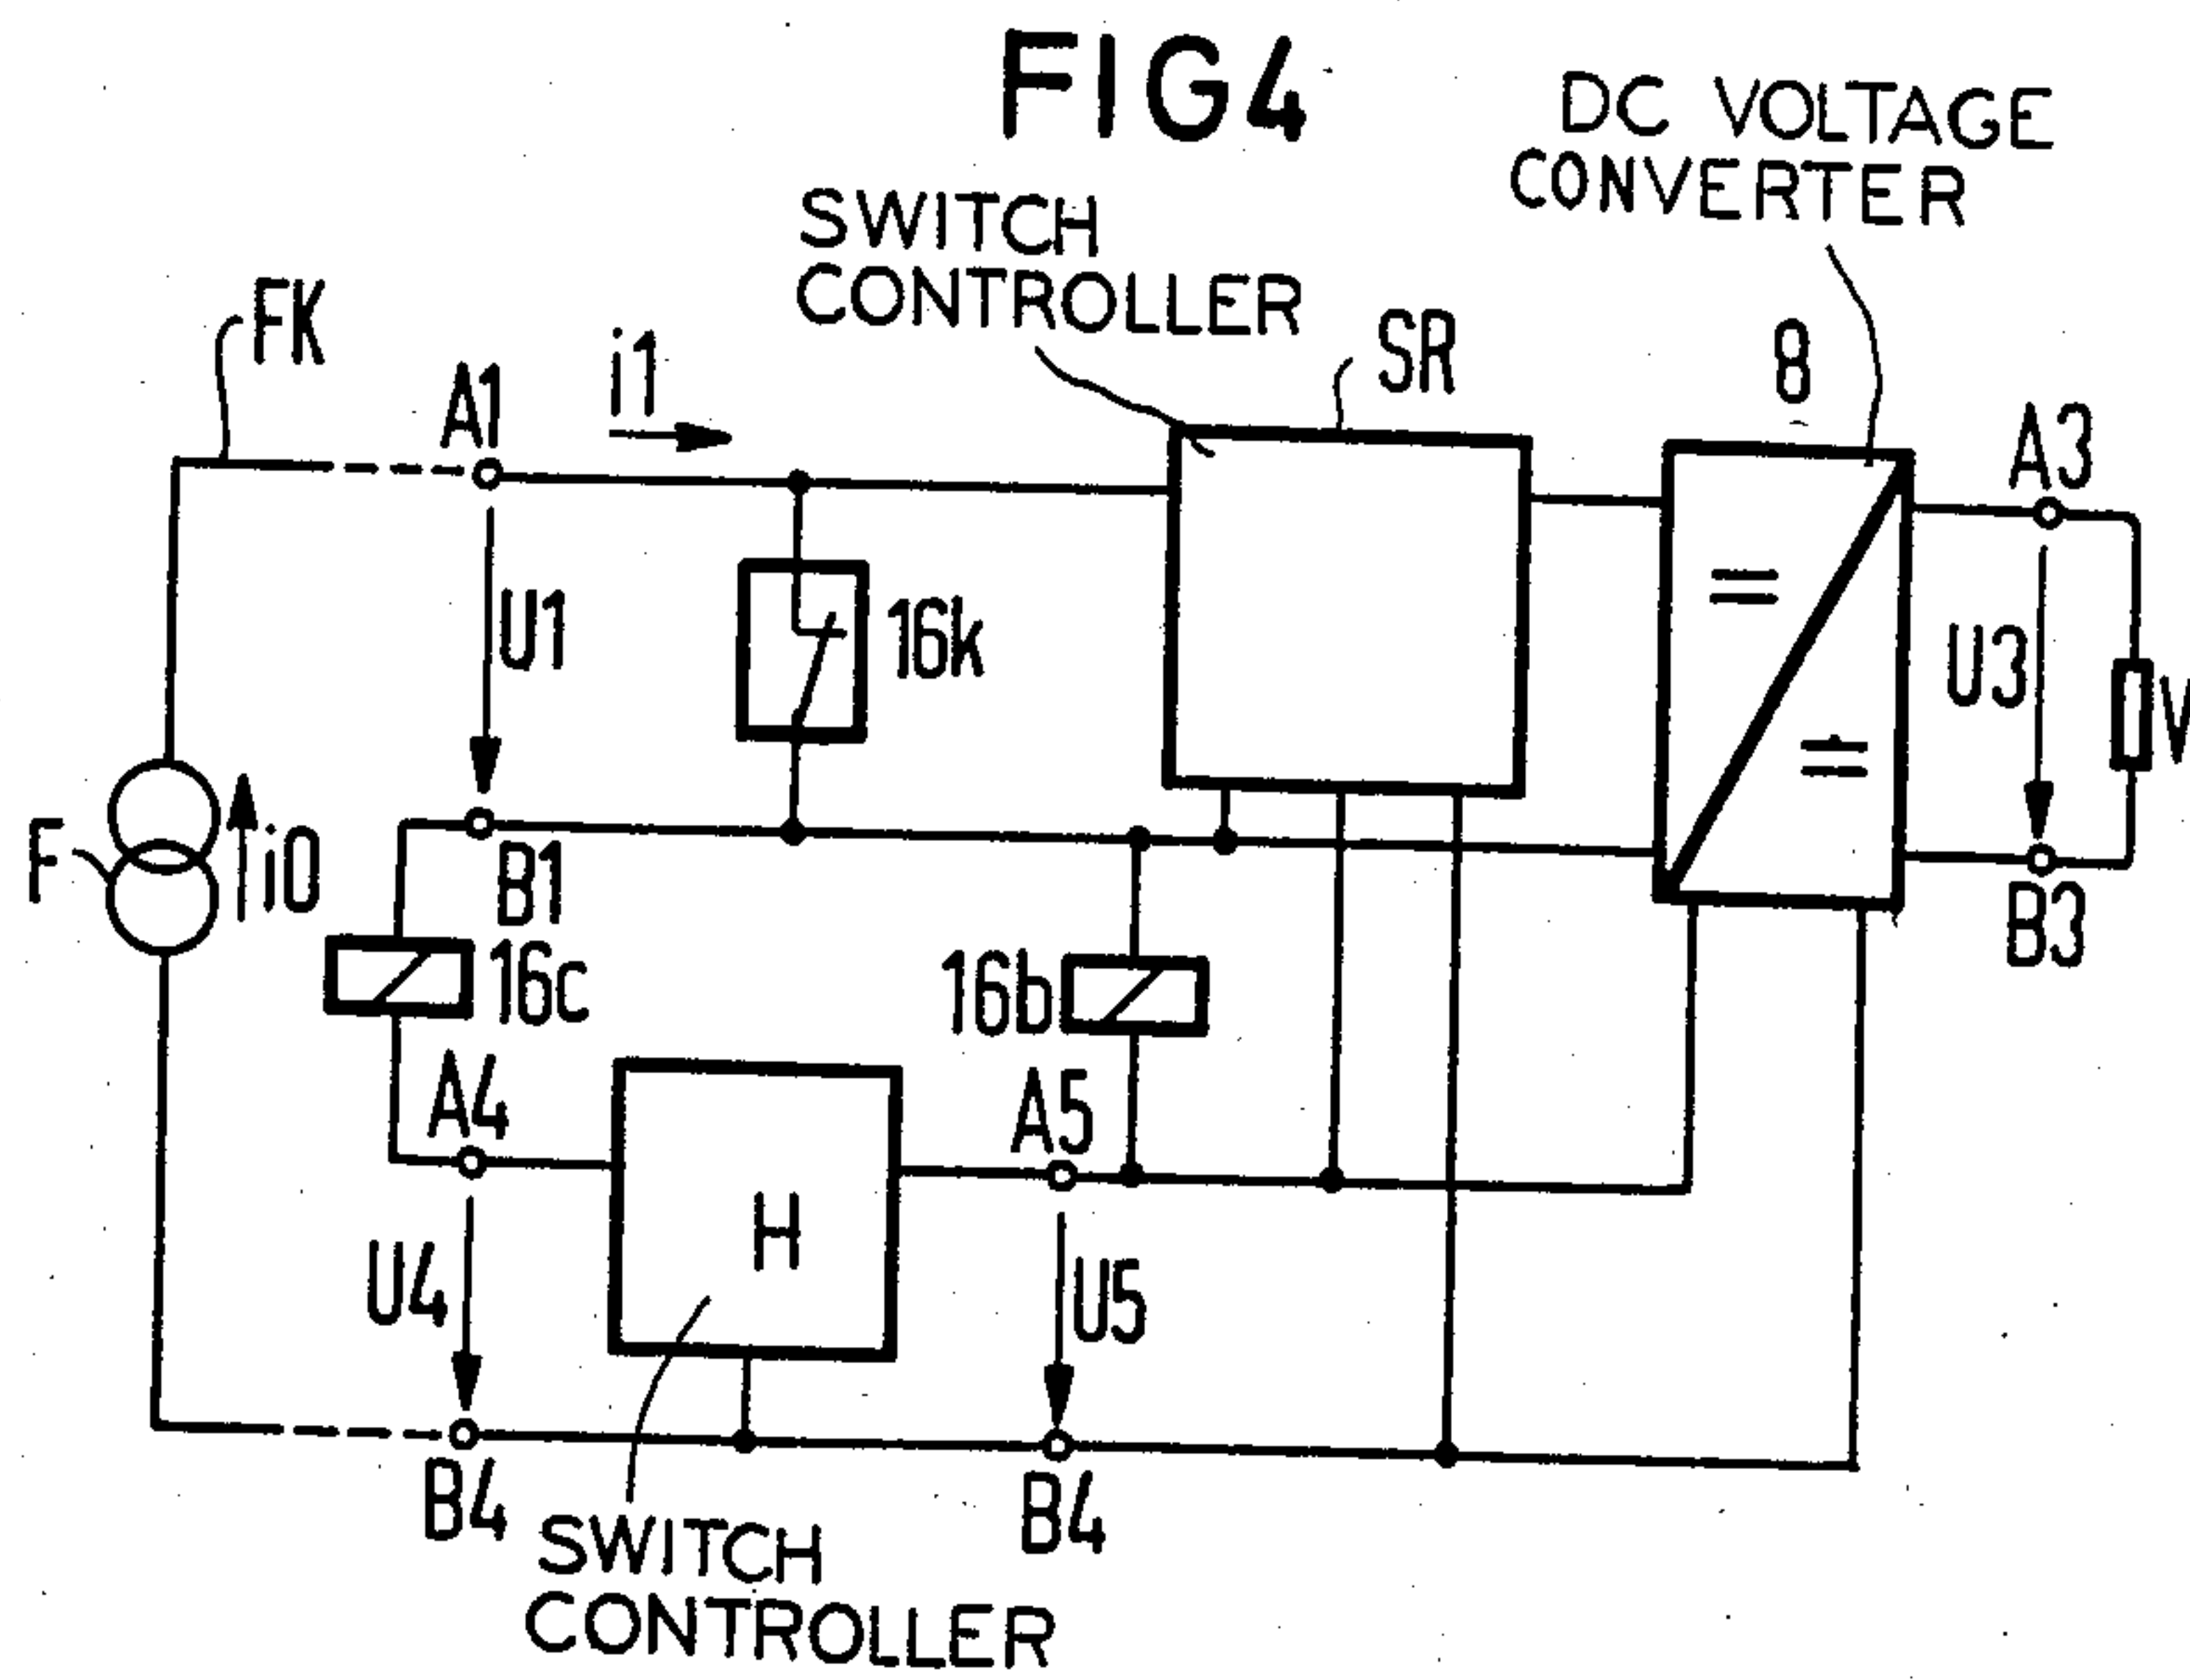 FIG4
DC VOLTAGE
CONVERTER
SWITCH
CONTROLLER
FK
A1
i1
SR
8
A3
U1
16k
U3
V
F
i0
B1
B3
16c
16b
A4
A5
H
U4
U5
B4
B4
SWITCH
CONTROLLER